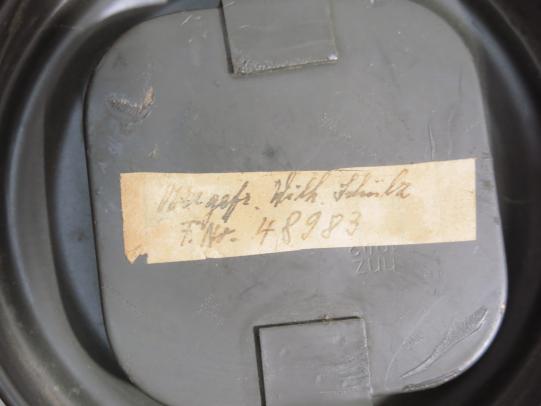 Obergefr. Wilh. Schulz
F. Nr. 48983